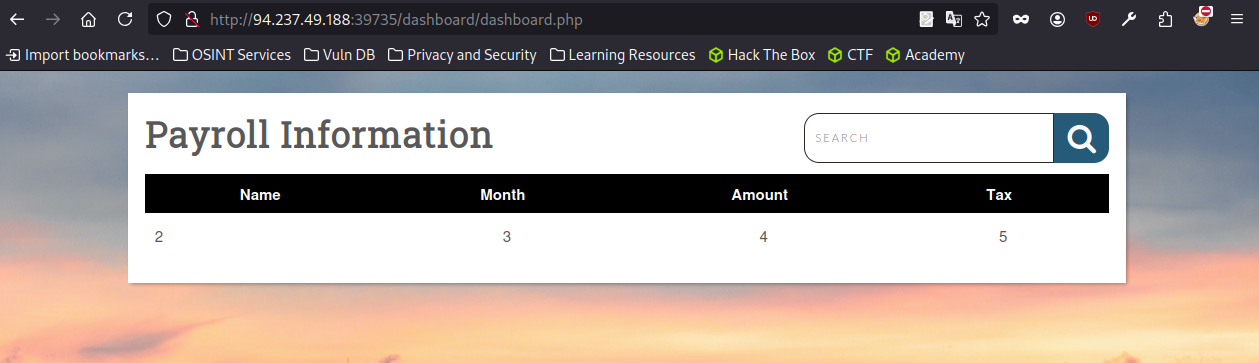 http://94.237.49.188:39735/dashboard/dashboard.php
Import bookmarks... OSINT Services Vuln DB Privacy and Security Learning Resources Hack The Box CTF Academy
Payroll Information
SEARCH
Name Month Amount Tax
2 3 4 5